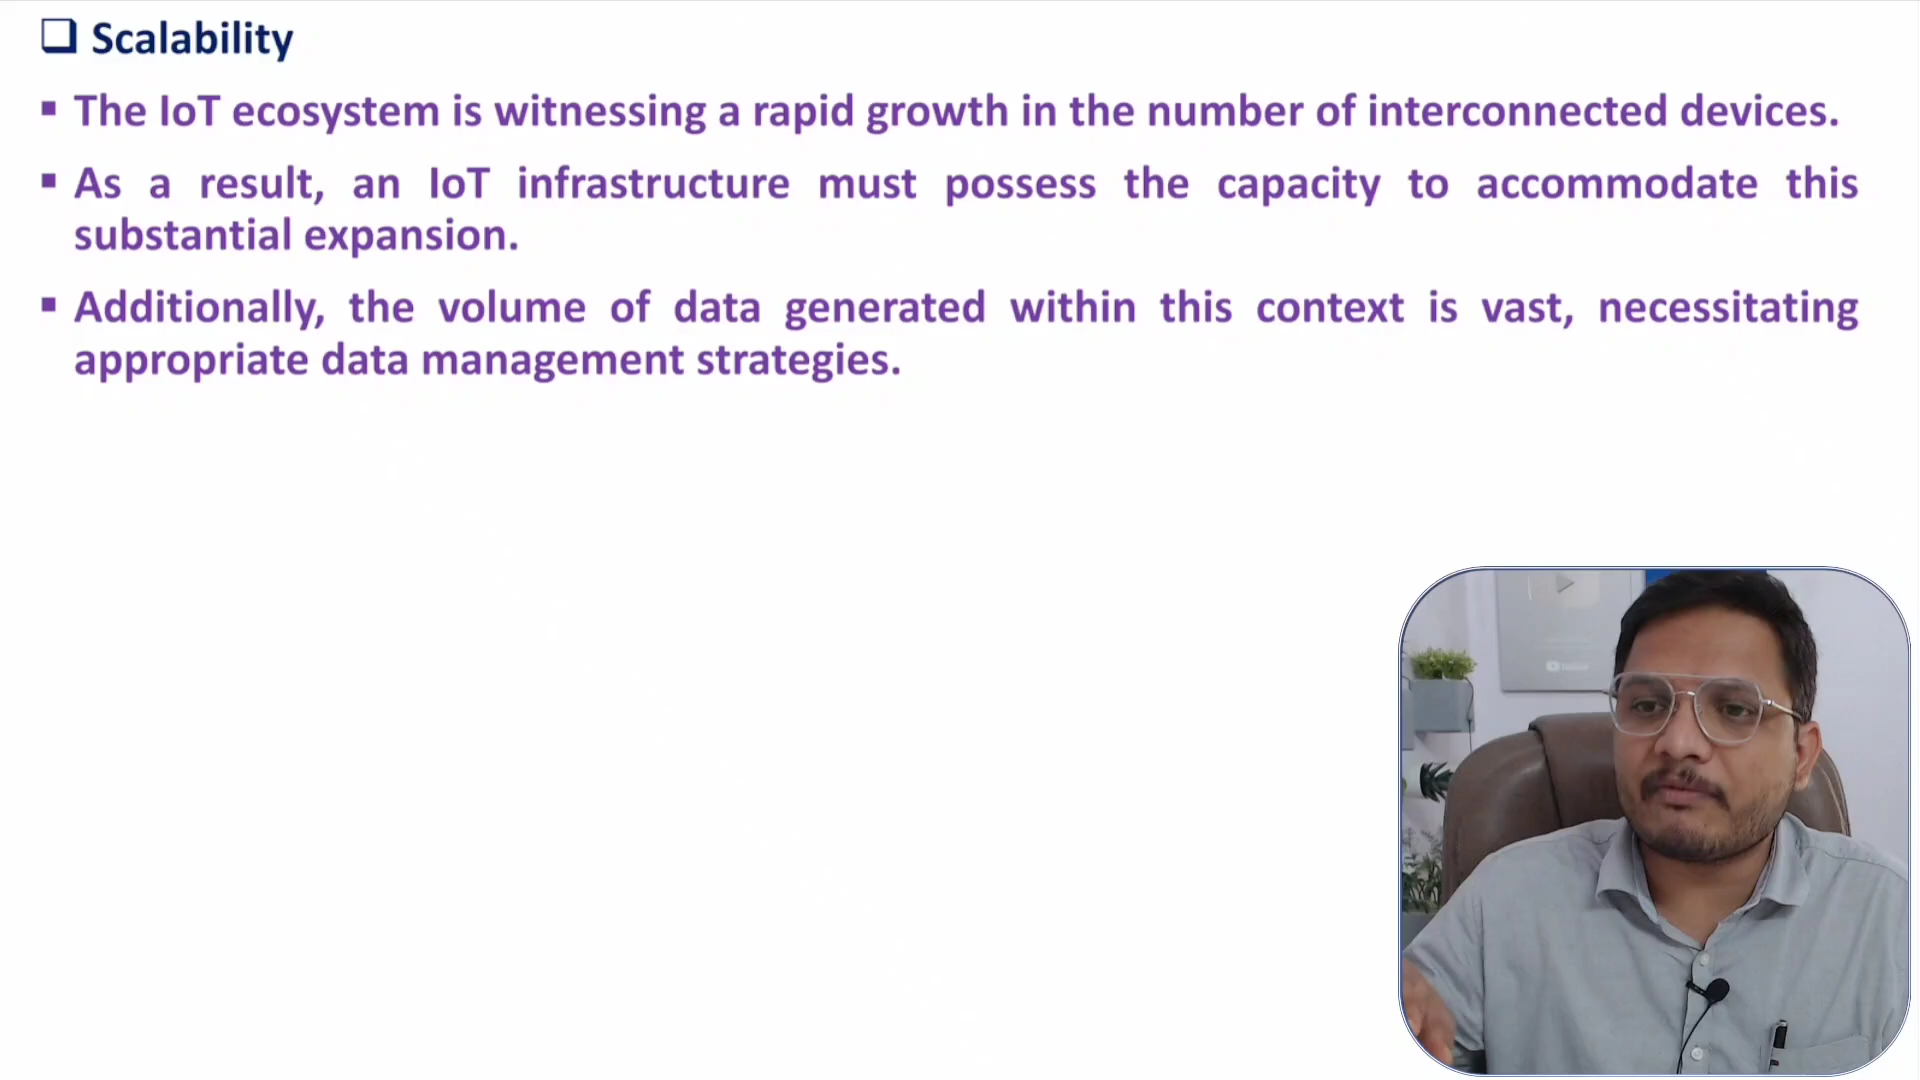 ❑ Scalability
▪ The IoT ecosystem is witnessing a rapid growth in the number of interconnected devices.
▪ As a result, an IoT infrastructure must possess the capacity to accommodate this
substantial expansion.
▪ Additionally, the volume of data generated within this context is vast, necessitating
appropriate data management strategies.